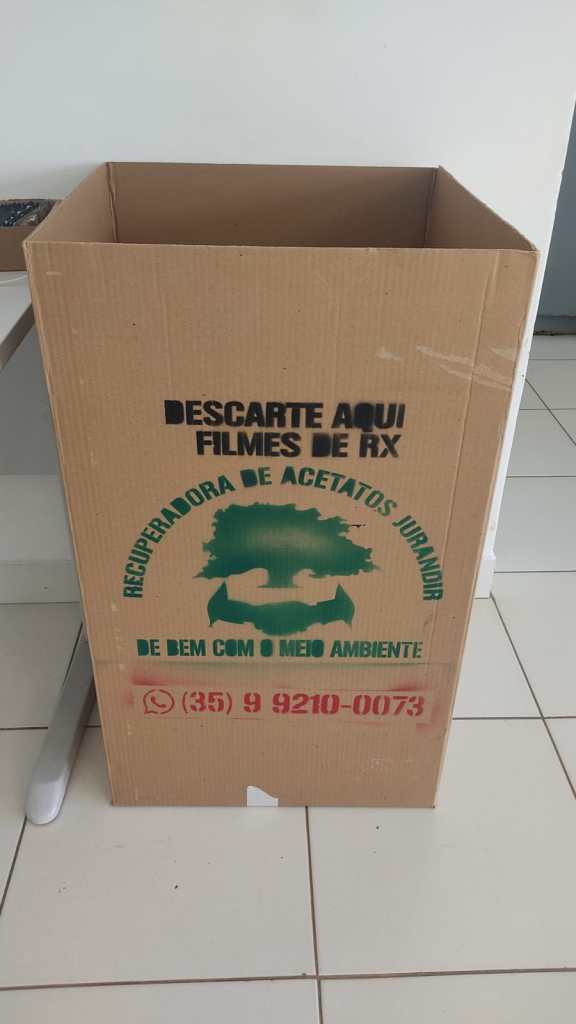 DESCARTE AQUI
FILMES DE RX
RECUPERADORA DE ACETATOS JURANDIR
DE BEM COM O MEIO AMBIENTE
(35) 9 9210-0073